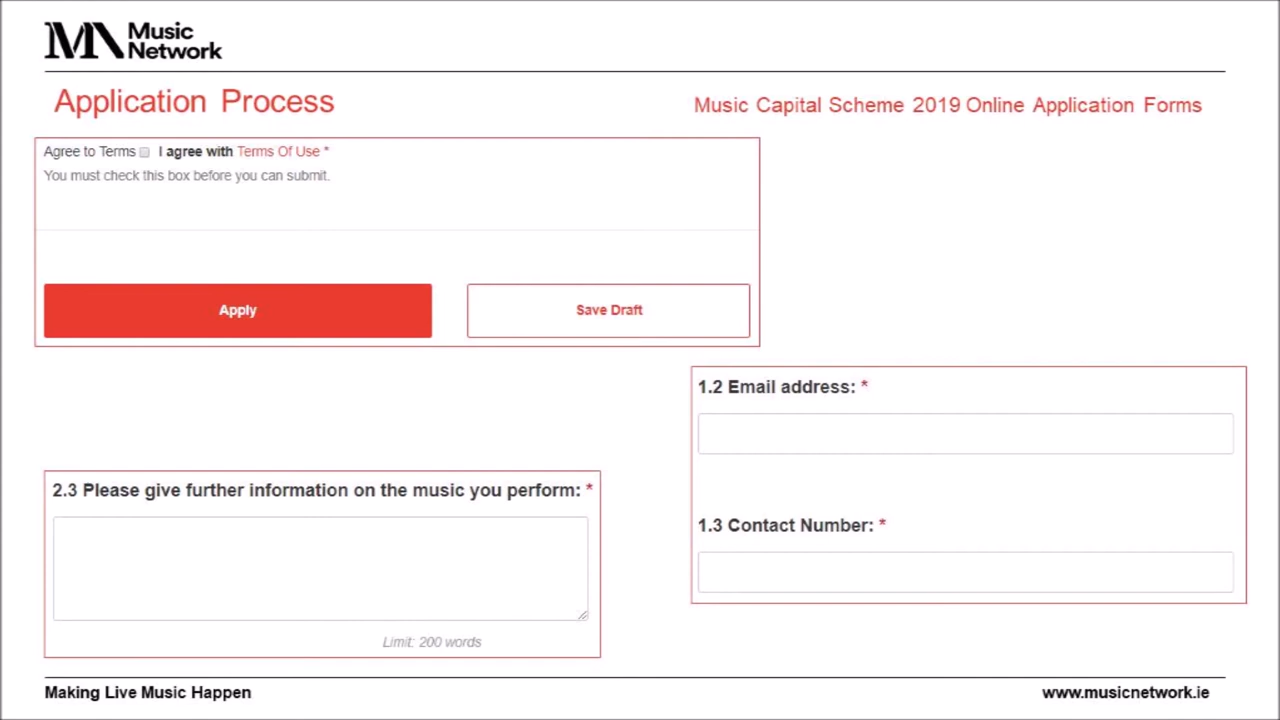 Music
Network
Application Process
Music Capital Scheme 2019 Online Application Forms
Agree to Terms I agree with Terms Of Use *
You must check this box before you can submit.
Apply
Save Draft
1.2 Email address: *
1.3 Contact Number: *
2.3 Please give further information on the music you perform: *
Limit: 200 words
Making Live Music Happen
www.musicnetwork.ie